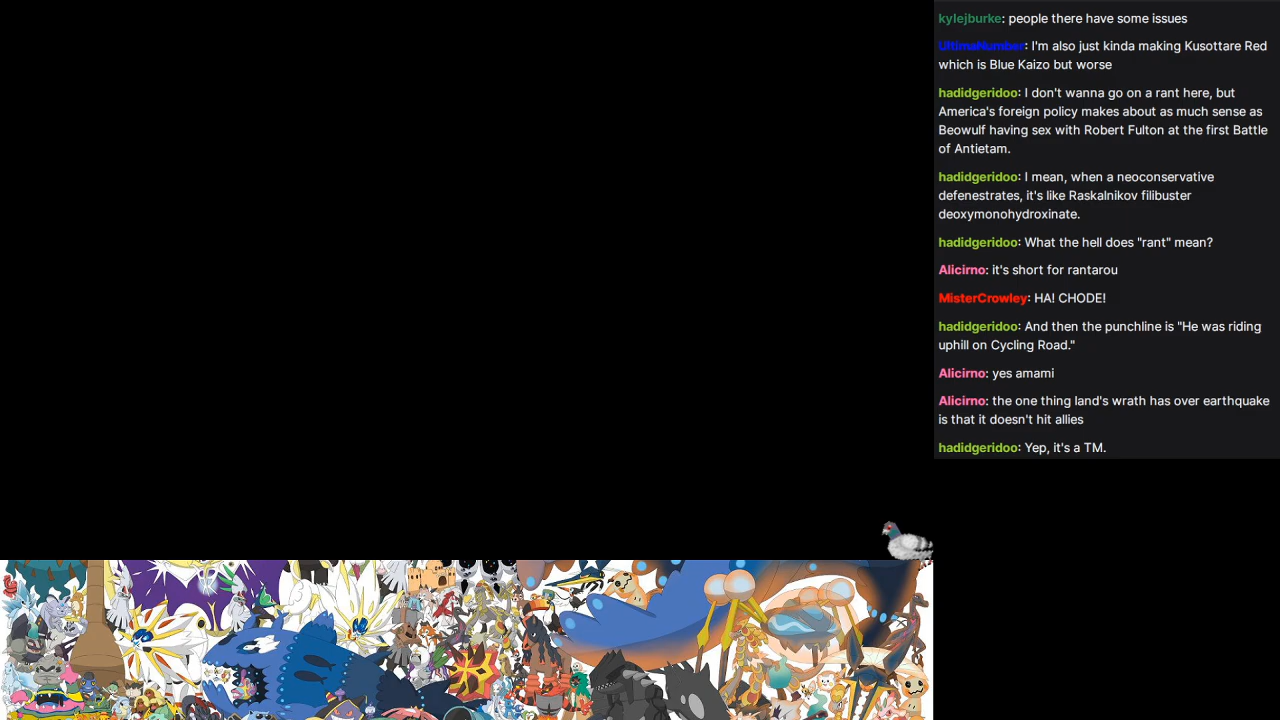 kylejburke: people there have some issues
UltimaNumber: I'm also just kinda making Kusottare Red
which is Blue Kaizo but worse
hadidgeridoo: I don't wanna go on a rant here, but
America's foreign policy makes about as much sense as
Beowulf having sex with Robert Fulton at the first Battle
of Antietam.
hadidgeridoo: I mean, when a neoconservative
defenestrates, it's like Raskalnikov filibuster
deoxymonohydroxinate.
hadidgeridoo: What the hell does "rant" mean?
Alicirno: it's short for rantarou
MisterCrowley: HA! CHODE!
hadidgeridoo: And then the punchline is "He was riding
uphill on Cycling Road."
Alicirno: yes amami
Alicirno: the one thing land's wrath has over earthquake
is that it doesn't hit allies
hadidgeridoo: Yep, it's a TM.